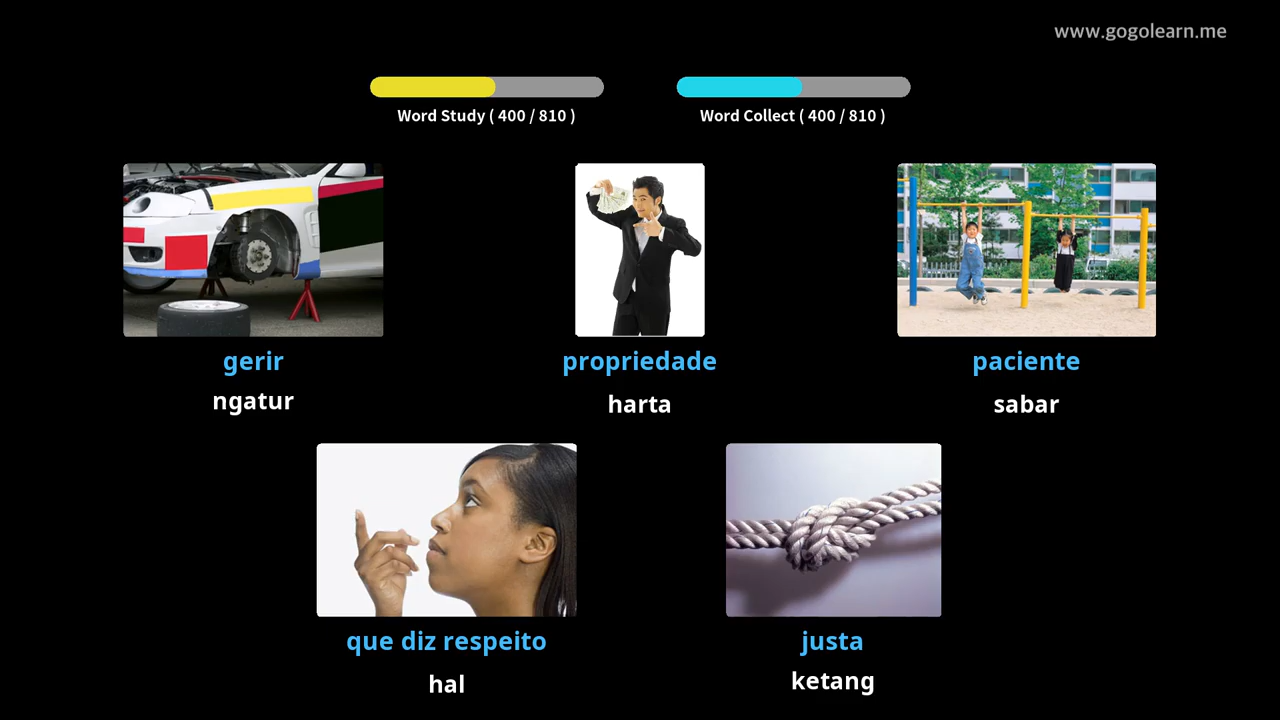 www.gogolearn.me
Word Study ( 400 / 810 )
Word Collect ( 400 / 810 )
gerir
propriedade
paciente
ngatur
harta
sabar
que diz respeito
justa
hal
ketang